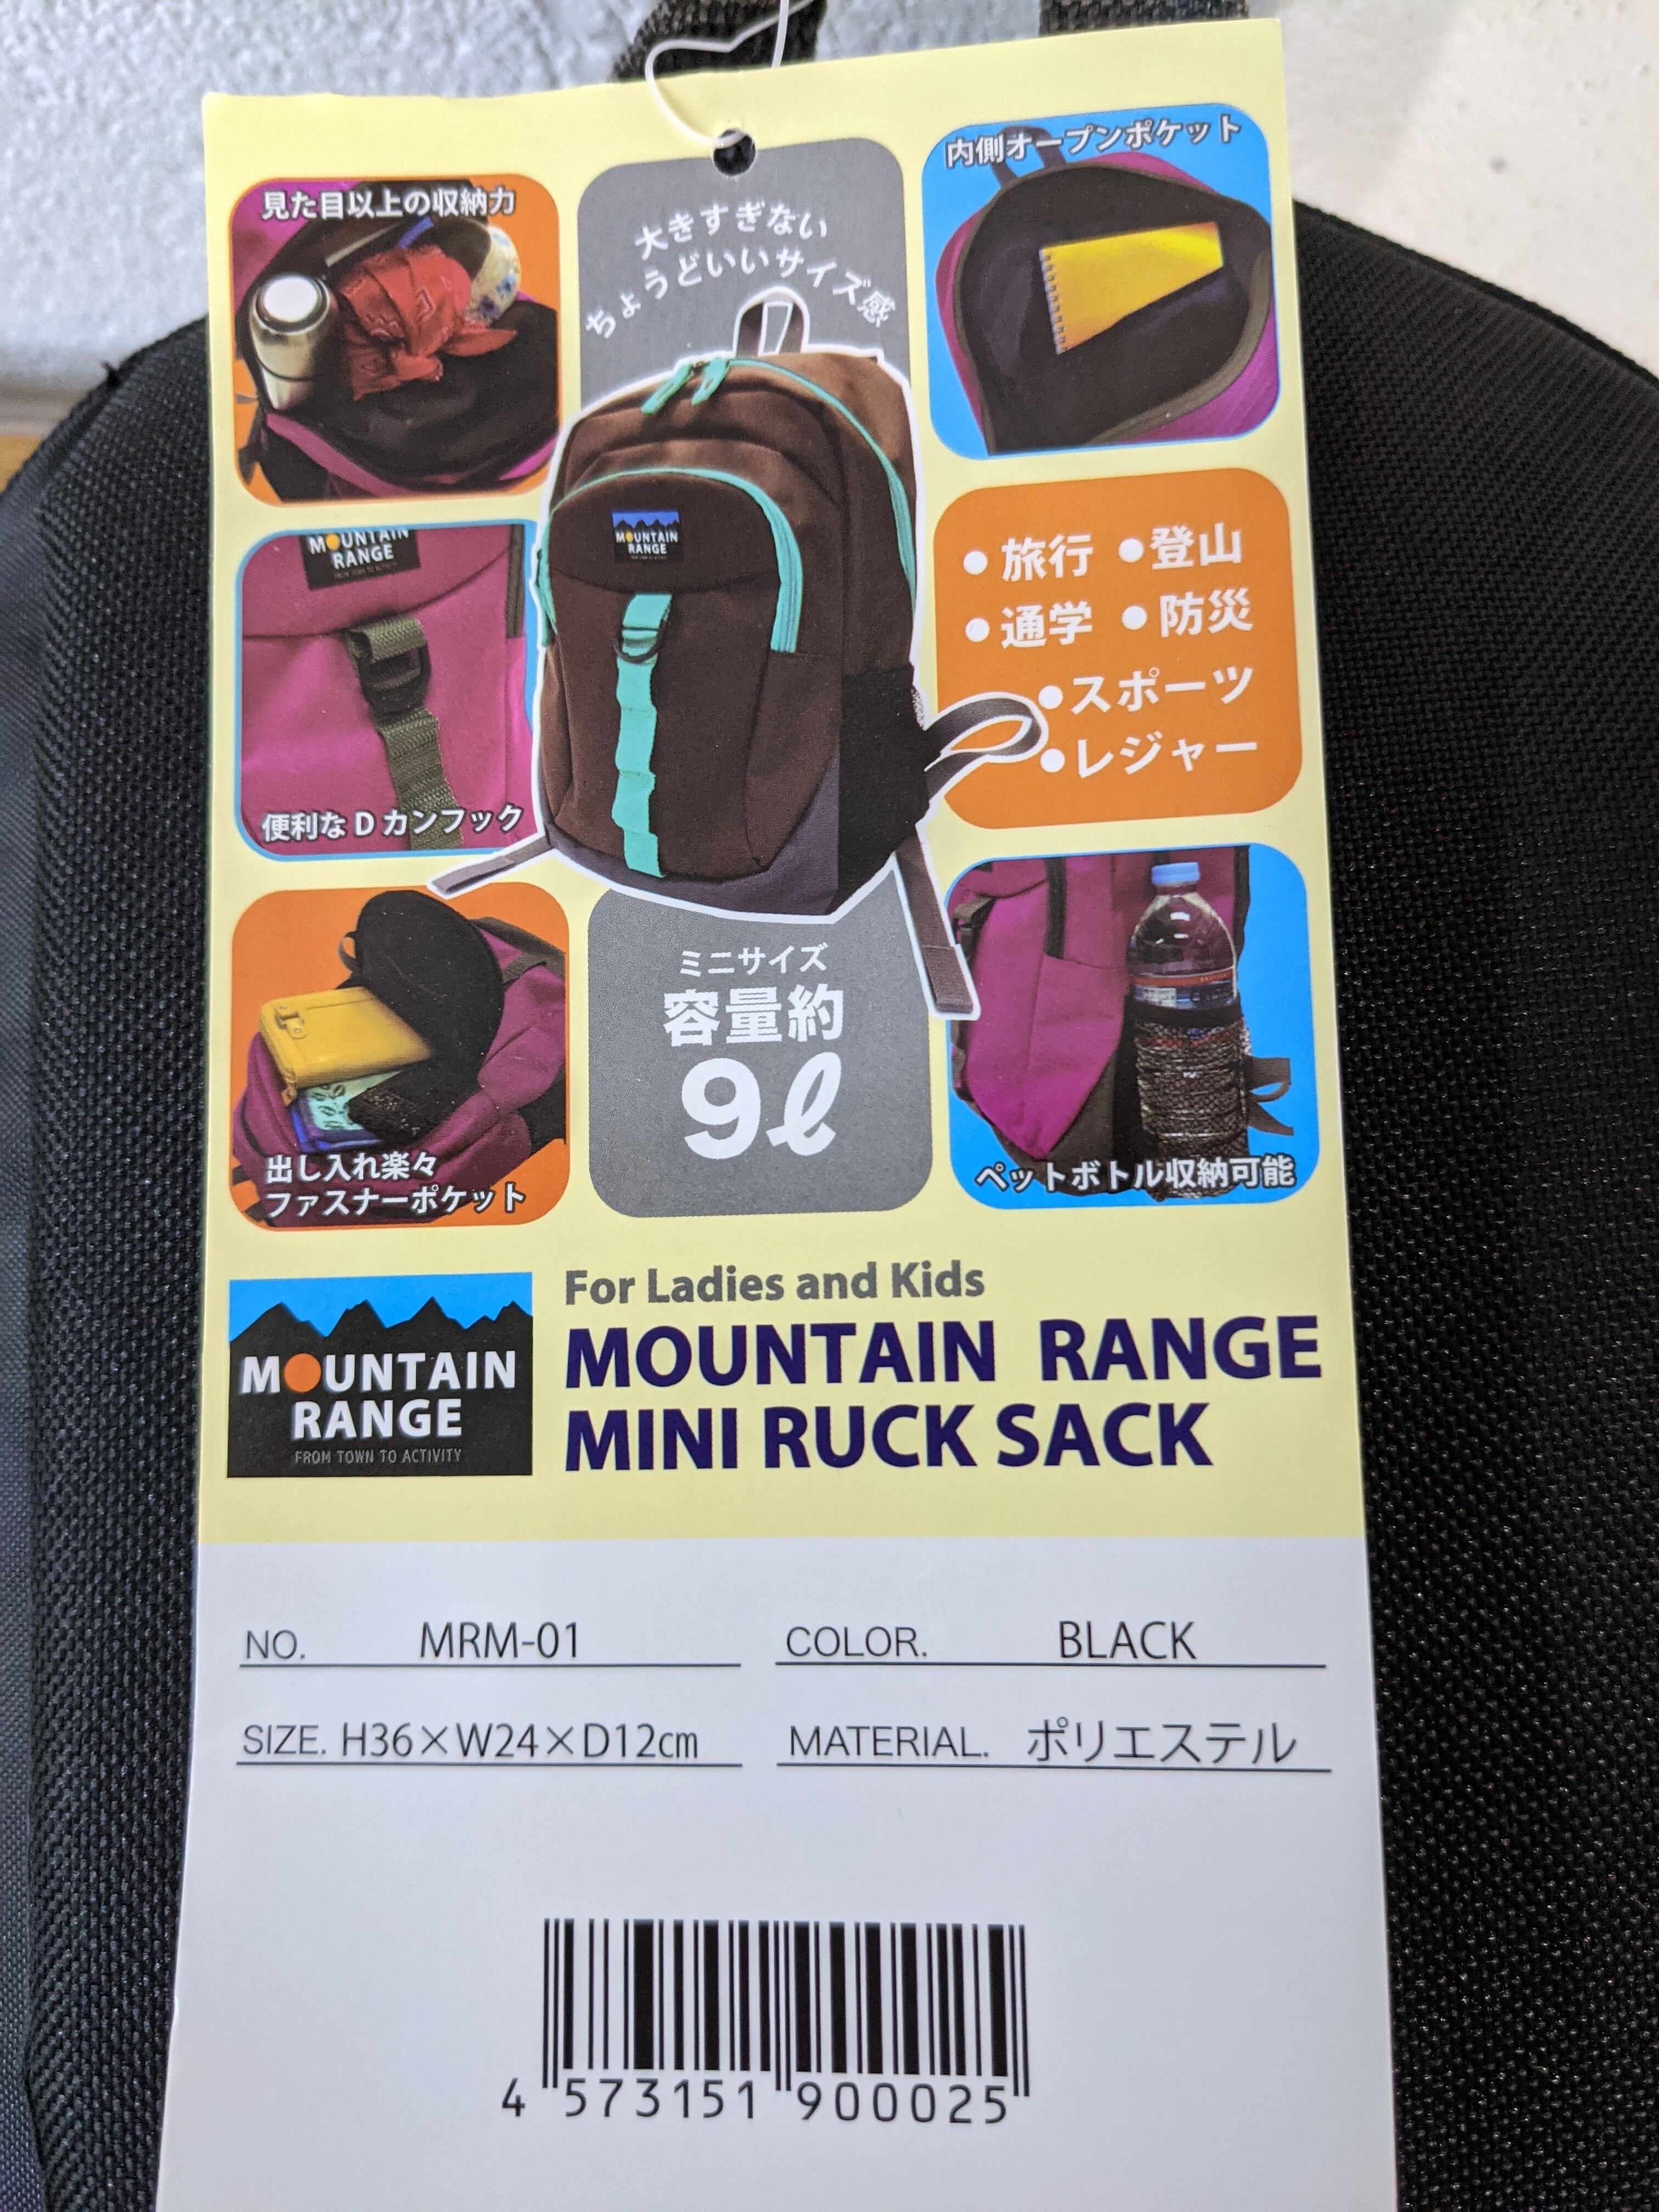 見た目以上の収納力
大きすぎない
ちょうどいいサイズ感
内側オープンポケット
MOUNTAIN
RANGE
便利なDカンフック
MOUNTAIN
RANGE
●旅行 ●登山
●通学 ●防災
●スポーツ
●レジャー
出し入れ楽々
ファスナーポケット
ミニサイズ
容量約
9ℓ
ペットボトル収納可能
MOUNTAIN
RANGE
FROM TOWN TO ACTIVITY
For Ladies and Kids
MOUNTAIN RANGE
MINI RUCK SACK
NO. MRM-01
COLOR. BLACK
SIZE. H36×W24×D12cm
MATERIAL. ポリエステル
4 573151 900025